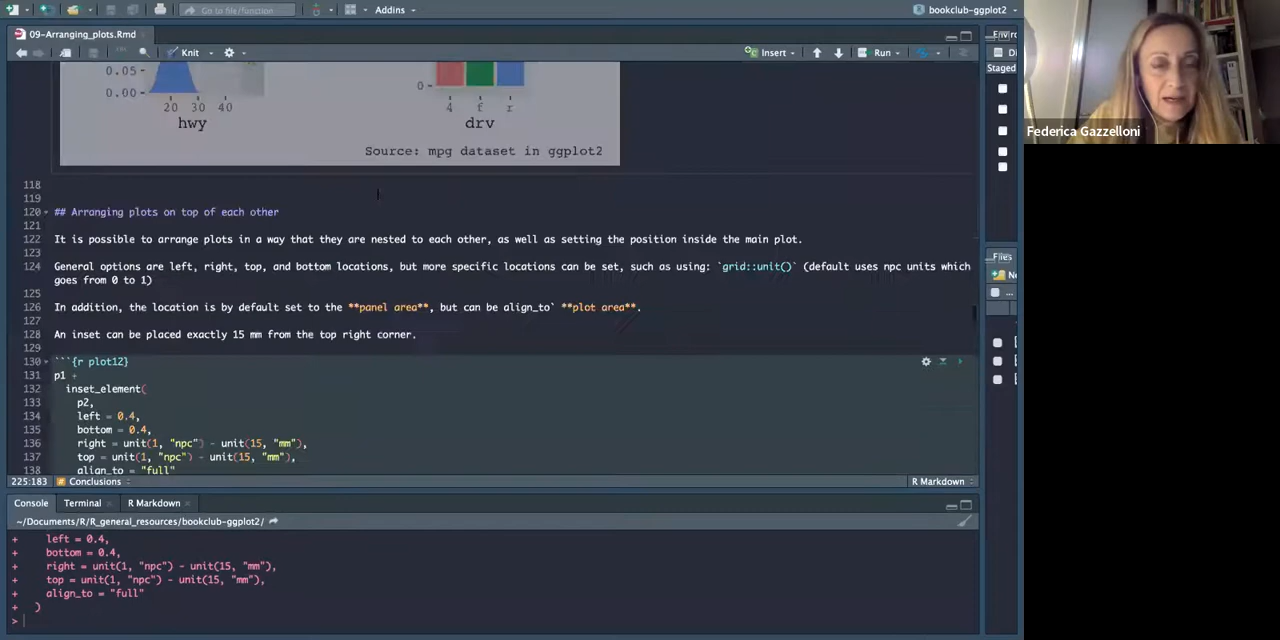 Go to file/function
Addins
bookclub-ggplot2
09-Arranging_plots.Rmd
Knit
Insert
Run
Staged
0.05
0.00
20 30 40
hwy
0
4 f r
drv
Source: mpg dataset in ggplot2
118
119
120 ## Arranging plots on top of each other
121
122 It is possible to arrange plots in a way that they are nested to each other, as well as setting the position inside the main plot.
123
124 General options are left, right, top, and bottom locations, but more specific locations can be set, such as using: `grid::unit()` (default uses npc units which
goes from 0 to 1)
125
126 In addition, the location is by default set to the **panel area**, but can be align_to` **plot area**.
127
128 An inset can be placed exactly 15 mm from the top right corner.
129
130 ```{r plot12}
131 p1 +
132 inset_element(
133 p2,
134 left = 0.4,
135 bottom = 0.4,
136 right = unit(1, "npc") - unit(15, "mm"),
137 top = unit(1, "npc") - unit(15, "mm"),
138 align_to = "full"
225:183 # Conclusions R Markdown
Console Terminal R Markdown
~/Documents/R/R_general_resources/bookclub-ggplot2/
+ left = 0.4,
+ bottom = 0.4,
+ right = unit(1, "npc") - unit(15, "mm"),
+ top = unit(1, "npc") - unit(15, "mm"),
+ align_to = "full"
+ )
>
Files
Federica Gazzelloni